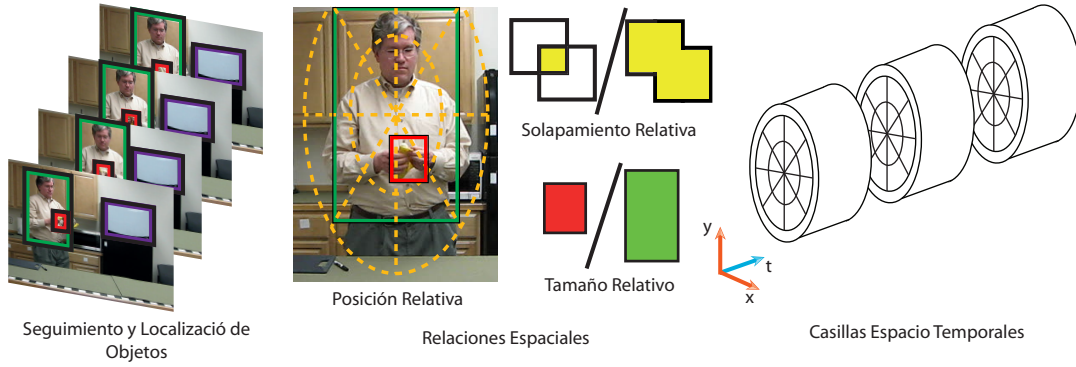 Solapamiento Relativa
Posición Relativa
Tamaño Relativo
y
t
x
Seguimiento y Localizació de
Objetos
Relaciones Espaciales
Casillas Espacio Temporales